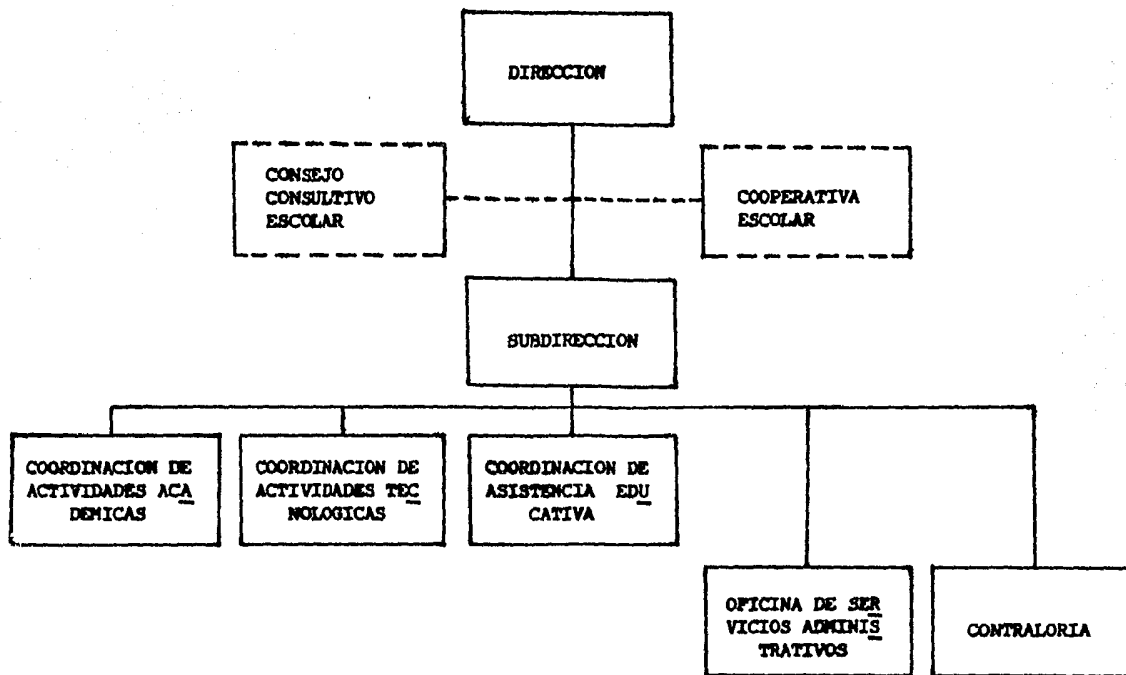 DIRECCION
CONSEJO
CONSULTIVO
ESCOLAR
COOPERATIVA
ESCOLAR
SUBDIRECCION
COORDINACION DE
ACTIVIDADES ACA
DEMICAS
COORDINACION DE
ACTIVIDADES TEC
NOLOGICAS
COORDINACION DE
ASISTENCIA EDU
CATIVA
OFICINA DE SER
VICIOS ADMINIS
TRATIVOS
CONTRALORIA